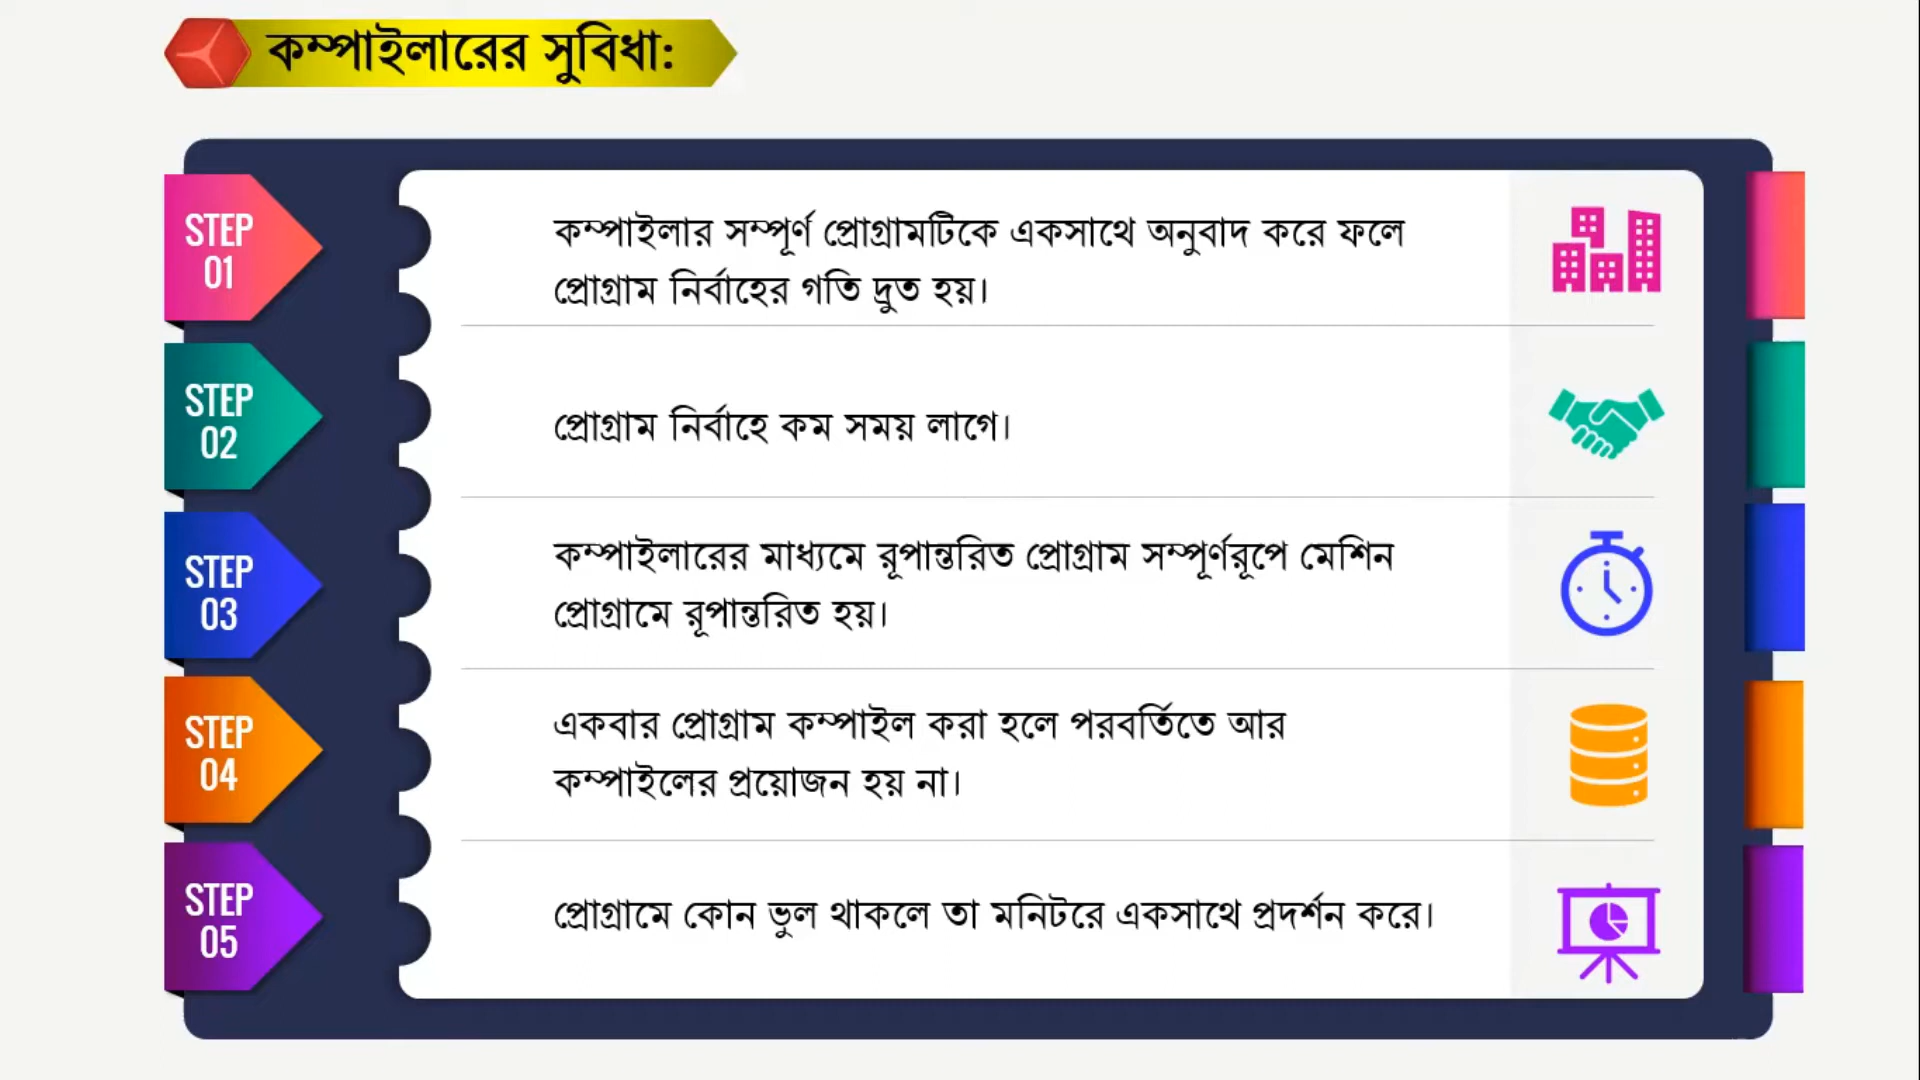 কম্পাইলারের সুবিধা:
STEP
01
কম্পাইলার সম্পূর্ণ প্রোগ্রামটিকে একসাথে অনুবাদ করে ফলে
প্রোগ্রাম নির্বাহের গতি দ্রুত হয়।
STEP
02
প্রোগ্রাম নির্বাহে কম সময় লাগে।
STEP
03
কম্পাইলারের মাধ্যমে রূপান্তরিত প্রোগ্রাম সম্পূর্ণরূপে মেশিন
প্রোগ্রামে রূপান্তরিত হয়।
STEP
04
একবার প্রোগ্রাম কম্পাইল করা হলে পরবর্তিতে আর
কম্পাইলের প্রয়োজন হয় না।
STEP
05
প্রোগ্রামে কোন ভুল থাকলে তা মনিটরে একসাথে প্রদর্শন করে।